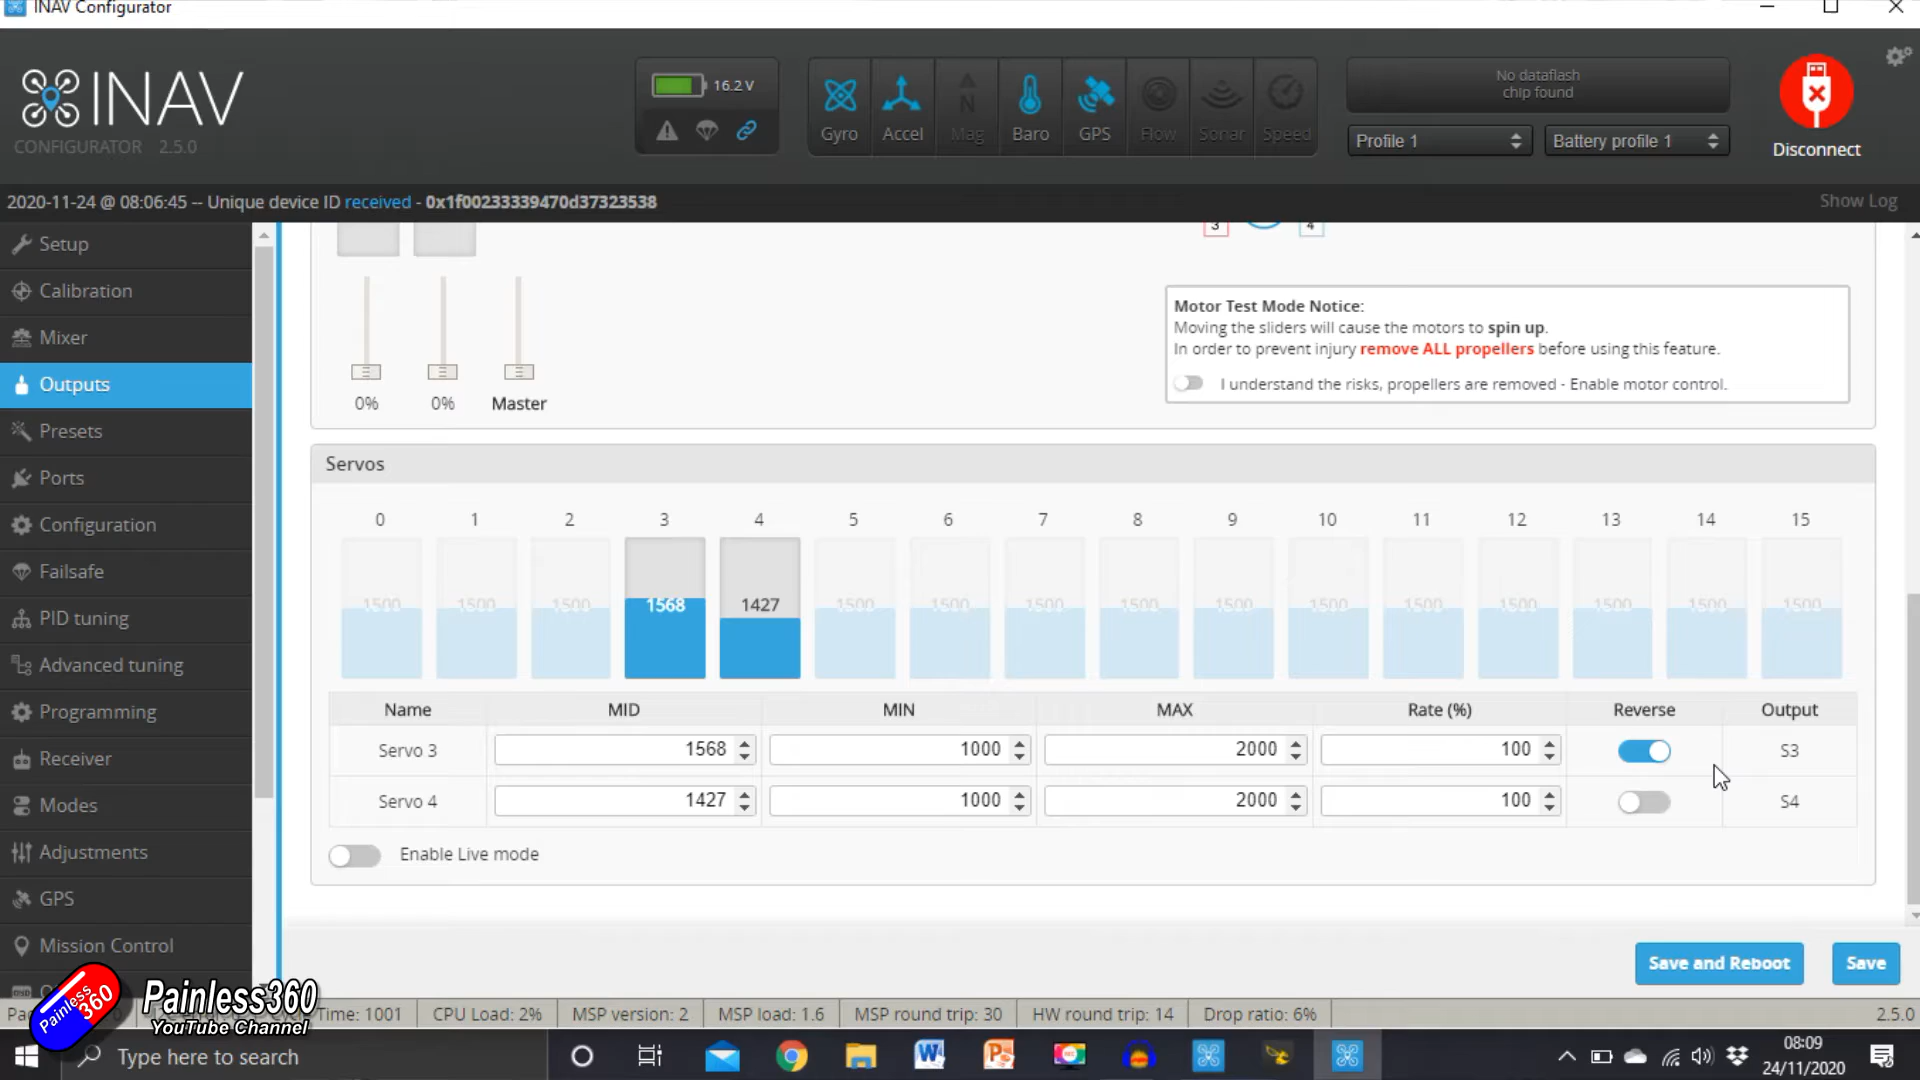 INAV Configurator
INAV
CONFIGURATOR 2.5.0
16.2 V
Gyro
Accel
Mag
Baro
GPS
Flow
Sonar
Speed
No dataflash
chip found
Profile 1
Battery profile 1
Disconnect
2020-11-24 @ 08:06:45 -- Unique device ID received - 0x1f00233339470d37323538
Show Log
Setup
Calibration
Mixer
Outputs
Presets
Ports
Configuration
Failsafe
PID tuning
Advanced tuning
Programming
Receiver
Modes
Adjustments
GPS
Mission Control
3 4
0% 0% Master
Motor Test Mode Notice:
Moving the sliders will cause the motors to spin up.
In order to prevent injury remove ALL propellers before using this feature.
I understand the risks, propellers are removed - Enable motor control.
Servos
0 1 2 3 4 5 6 7 8 9 10 11 12 13 14 15
1500 1500 1500 1568 1427 1500 1500 1500 1500 1500 1500 1500 1500 1500 1500 1500
Name MID MIN MAX Rate (%) Reverse Output
Servo 3 1568 1000 2000 100 S3
Servo 4 1427 1000 2000 100 S4
Enable Live mode
Save and Reboot
Save
Painless360
Painless360
YouTube Channel
Time: 1001
CPU Load: 2%
MSP version: 2
MSP load: 1.6
MSP round trip: 30
HW round trip: 14
Drop ratio: 6%
2.5.0
Type here to search
08:09
24/11/2020